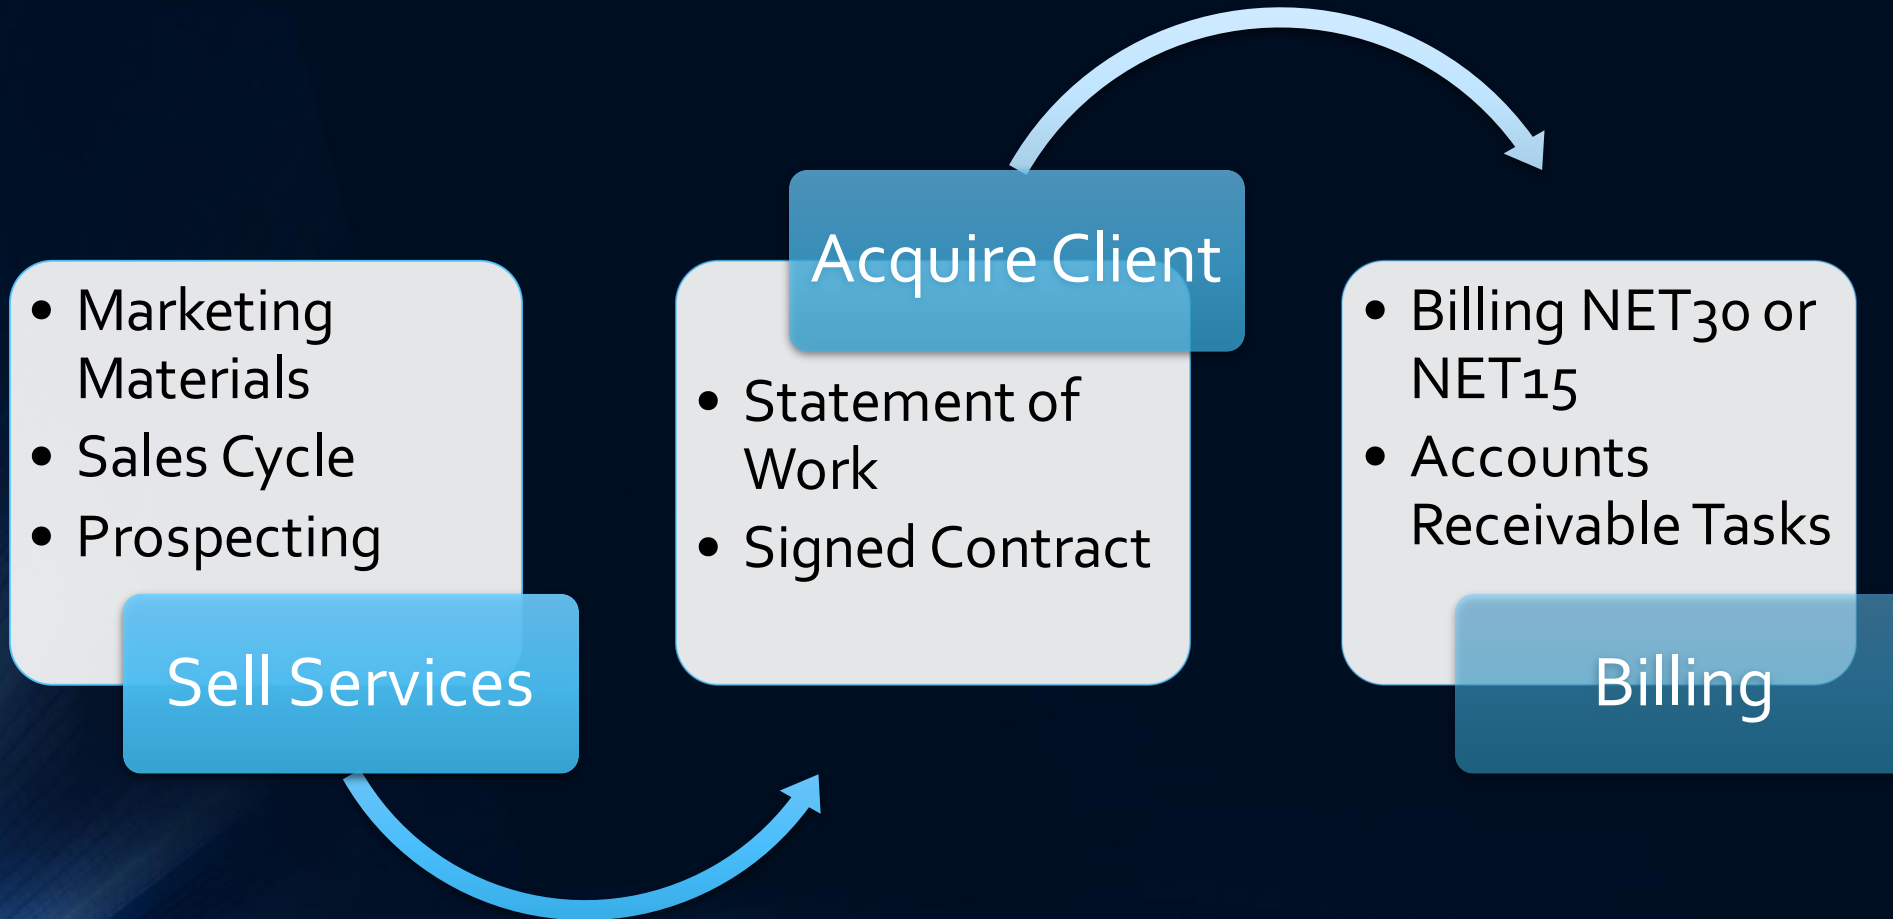 • Marketing
Materials
• Sales Cycle
• Prospecting
Sell Services
Acquire Client
• Statement of
Work
• Signed Contract
• Billing NET30 or
NET15
• Accounts
Receivable Tasks
Billing